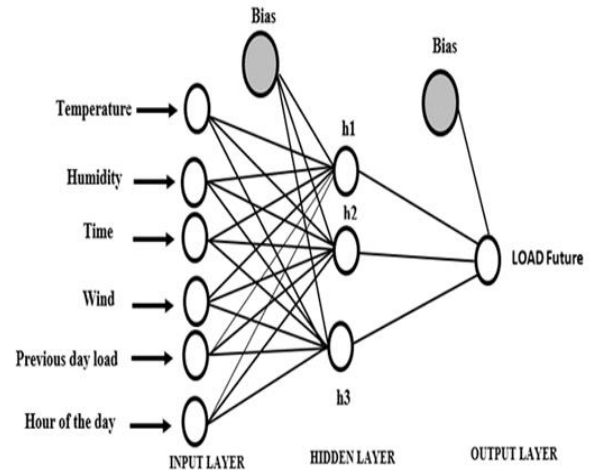 Bias
Bias
Temperature
h1
Humidity
h2
Time
LOAD Future
Wind
Previous day load
h3
Hour of the day
INPUT LAYER
HIDDEN LAYER
OUTPUT LAYER